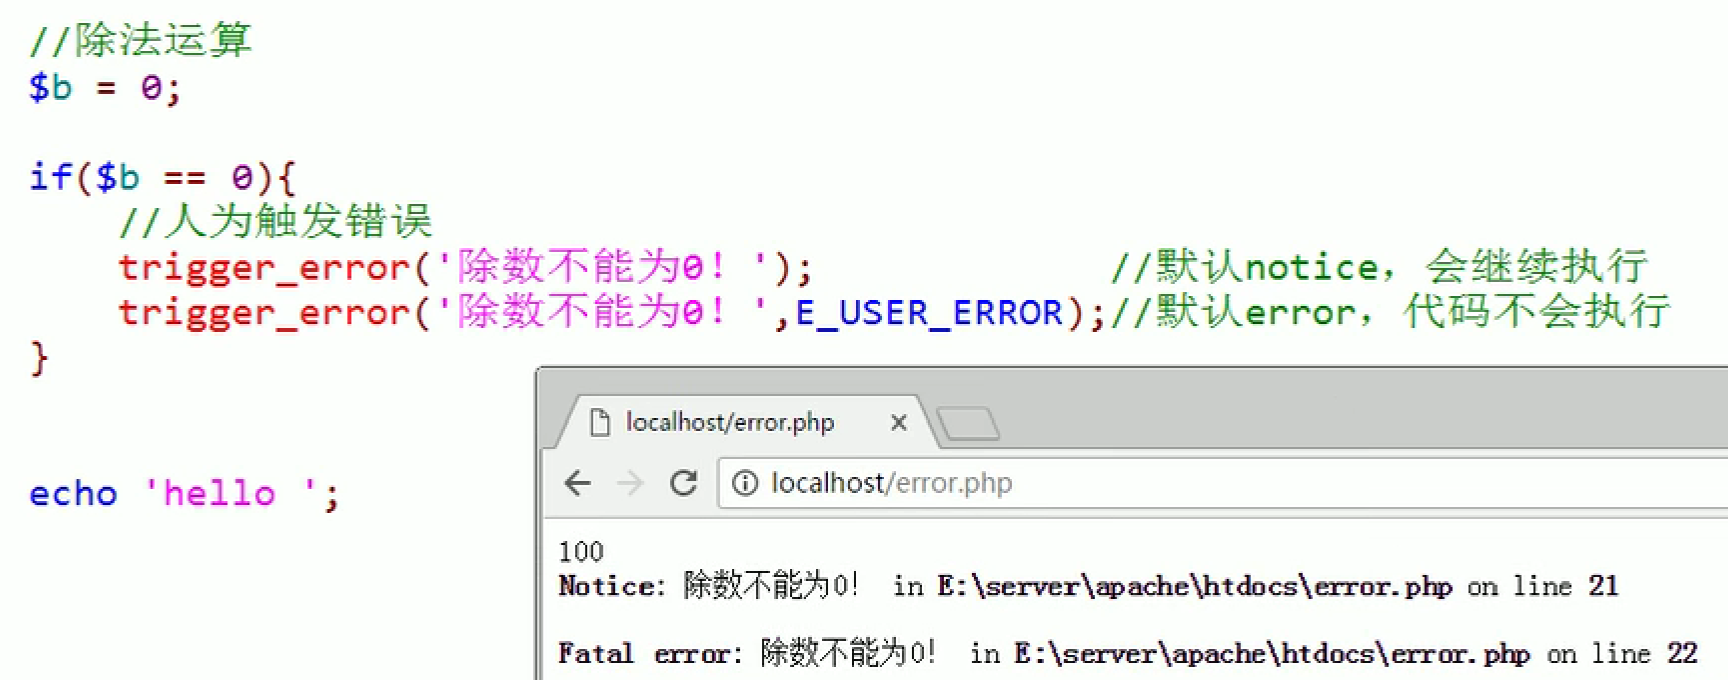 //除法运算
$b = 0;
if($b == 0){
//人为触发错误
trigger_error('除数不能为0！'); //默认notice，会继续执行
trigger_error('除数不能为0！',E_USER_ERROR);//默认error，代码不会执行
}
echo 'hello ';
localhost/error.php
localhost/error.php
100
Notice: 除数不能为0！ in E:\server\apache\htdocs\error.php on line 21
Fatal error: 除数不能为0！ in E:\server\apache\htdocs\error.php on line 22